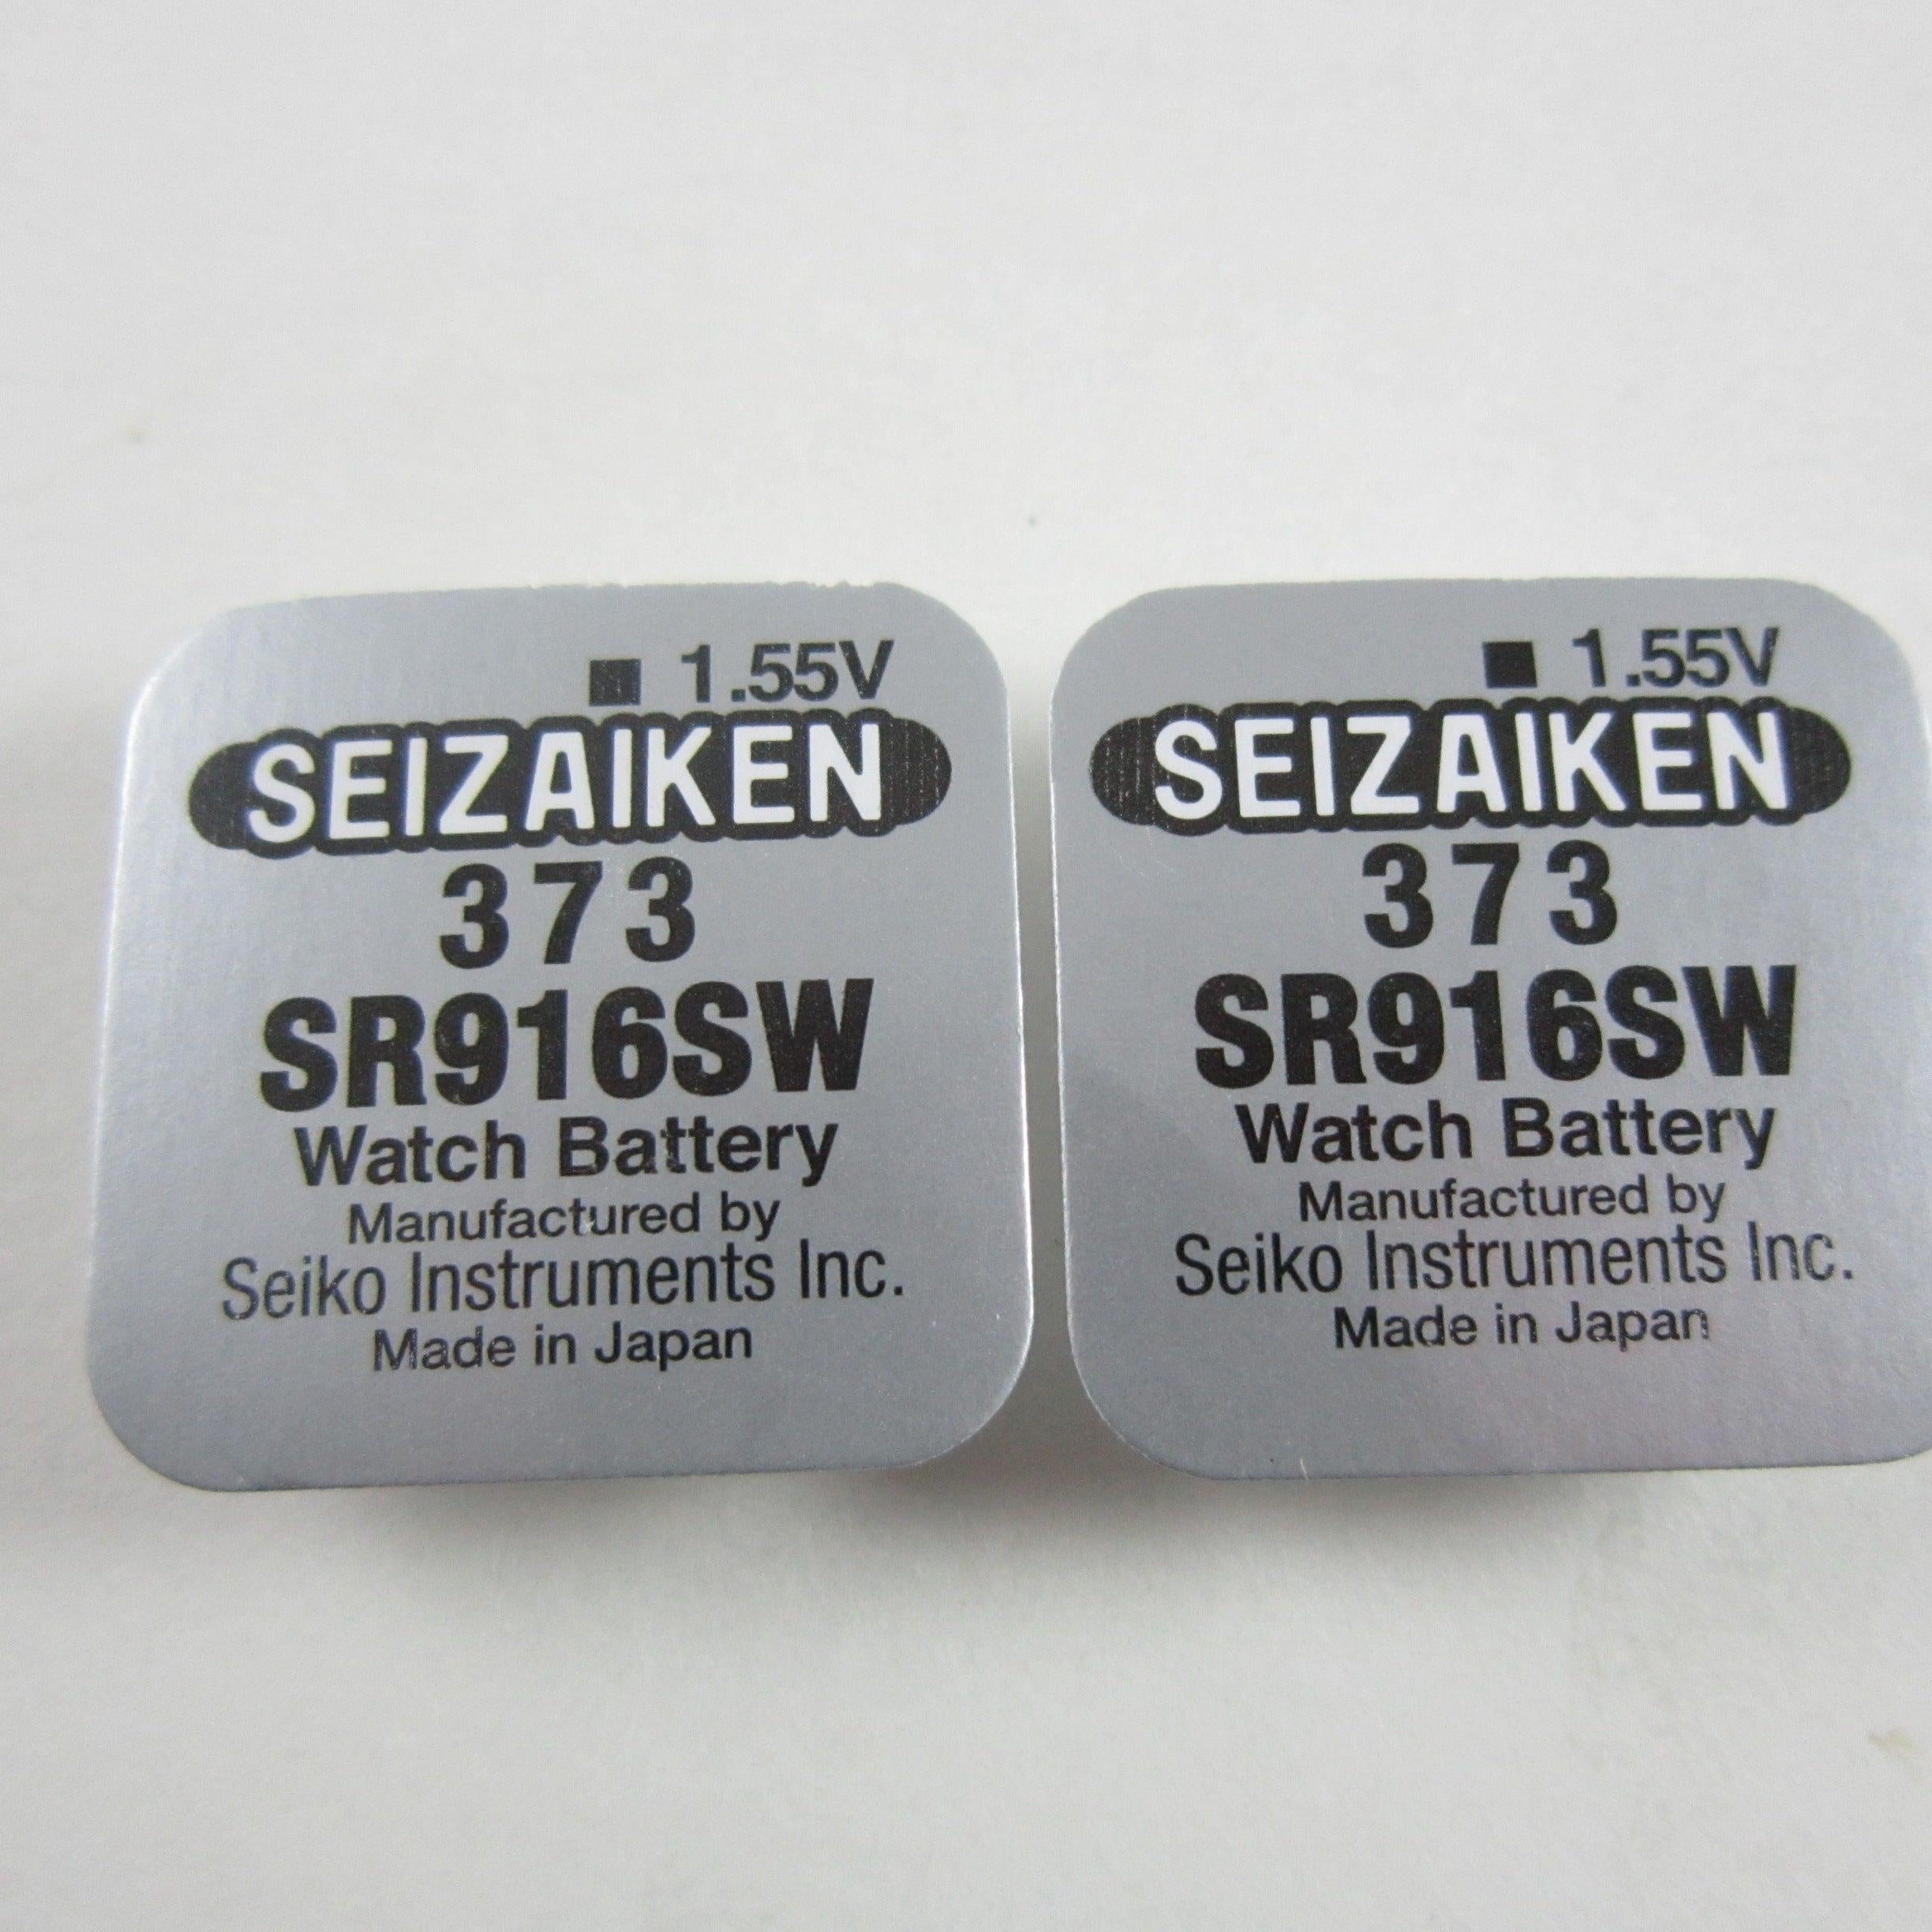 ■ 1.55V
SEIZAIKEN
373
SR916SW
Watch Battery
Manufactured by
Seiko Instruments Inc.
Made in Japan
■ 1.55V
SEIZAIKEN
373
SR916SW
Watch Battery
Manufactured by
Seiko Instruments Inc.
Made in Japan